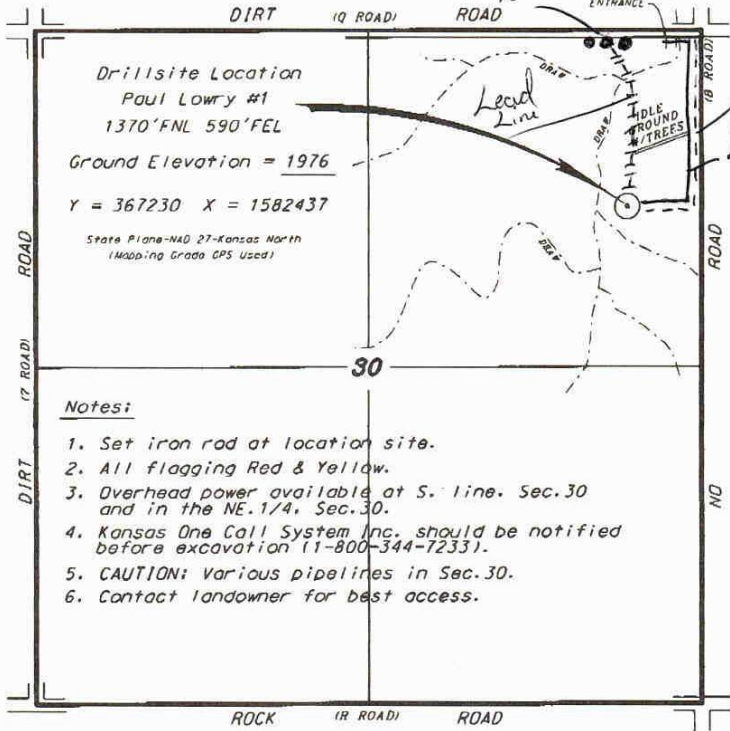 DIRT (Q ROAD) ROAD
ENTRANCE
Drillsite Location
Paul Lowry #1
1370'FNL 590'FEL
Ground Elevation = 1976
Y = 367230 X = 1582437
State Plane-NAD 27-Kansas North
(Mapping Grade GPS Used)
DRAW
Lead
Line
DRAW
IDLE
GROUND
W/TREES
DRAW
(B ROAD)
ROAD
NO
ROAD
(7 ROAD)
DIRT
30
Notes:
1. Set iron rod at location site.
2. All flagging Red & Yellow.
3. Overhead power available at S. line. Sec.30
and in the NE.1/4. Sec.30.
4. Kansas One Call System Inc. should be notified
before excavation (1-800-344-7233).
5. CAUTION: Various pipelines in Sec.30.
6. Contact landowner for best access.
ROCK (R ROAD) ROAD